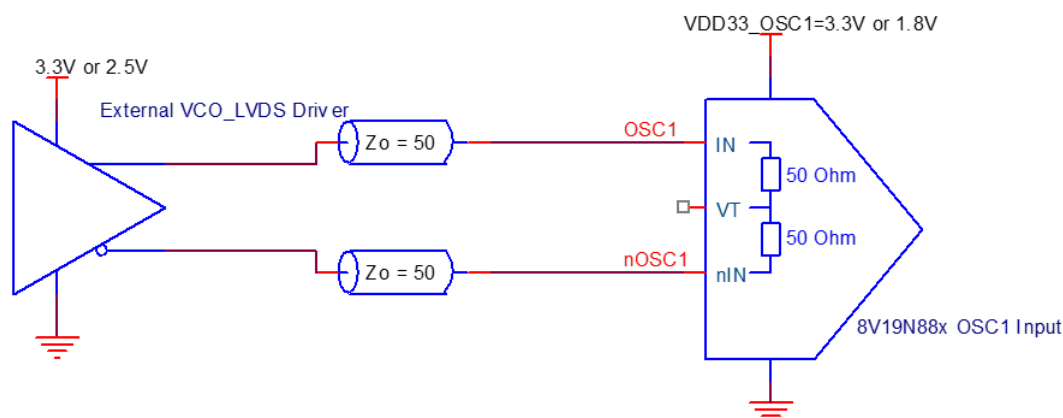 VDD33_OSC1=3.3V or 1.8V
3.3V or 2.5V
External VCO_LVDS Driver
Zo = 50
OSC1
IN
50 Ohm
VT
50 Ohm
Zo = 50
nOSC1
nIN
8V19N88x OSC1 Input